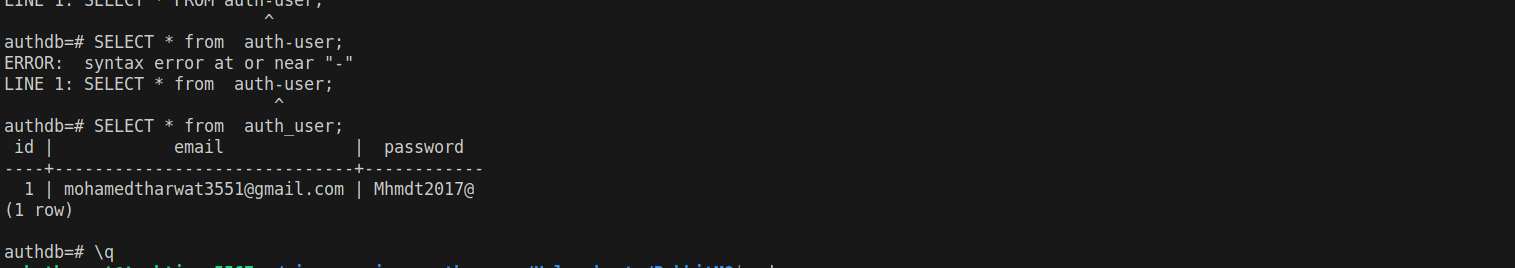 LINE 1: SELECT * FROM auth-user;
^
authdb=# SELECT * from  auth-user;
ERROR:  syntax error at or near "-"
LINE 1: SELECT * from  auth-user;
^
authdb=# SELECT * from  auth_user;
 id |            email             |  password
----+------------------------------+------------
  1 | mohamedtharwat3551@gmail.com | Mhmdt2017@
(1 row)
authdb=# \q